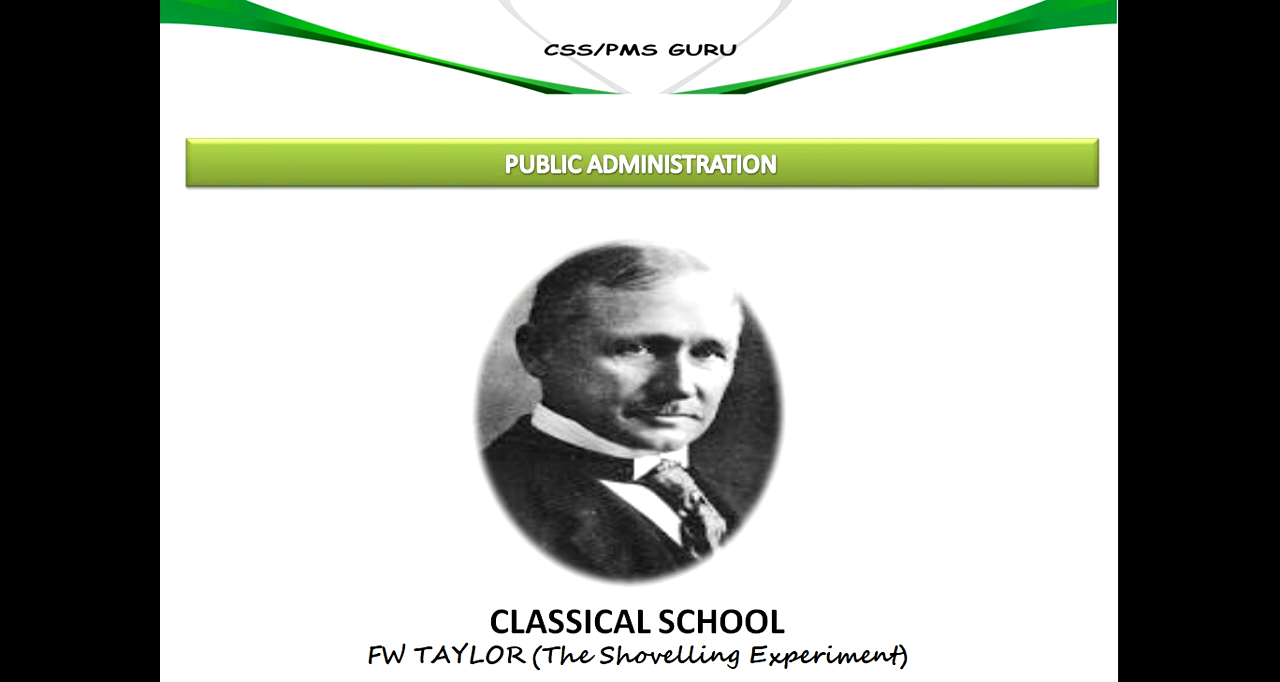 CSS/PMS GURU
PUBLIC ADMINISTRATION
CLASSICAL SCHOOL
FW TAYLOR (The Shovelling Experiment)